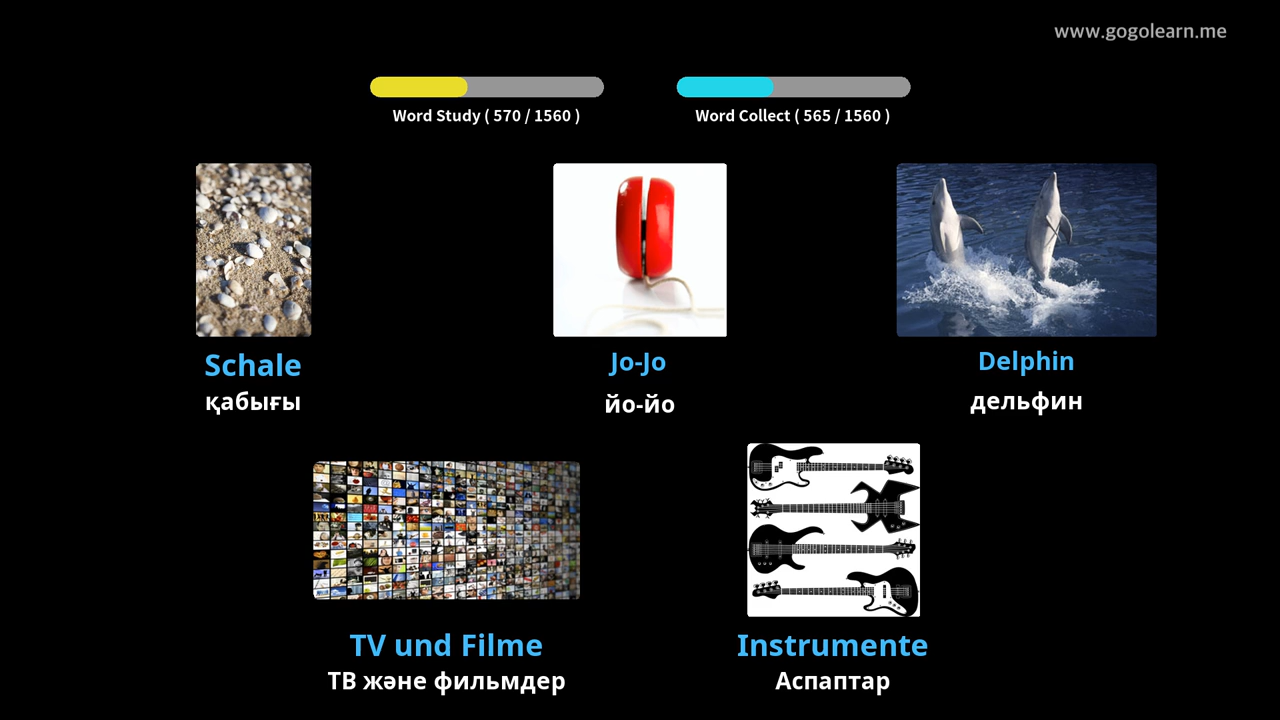 www.gogolearn.me
Word Study ( 570 / 1560 )
Word Collect ( 565 / 1560 )
Schale
қабығы
Jo-Jo
йо-йо
Delphin
дельфин
TV und Filme
ТВ және фильмдер
Instrumente
Аспаптар